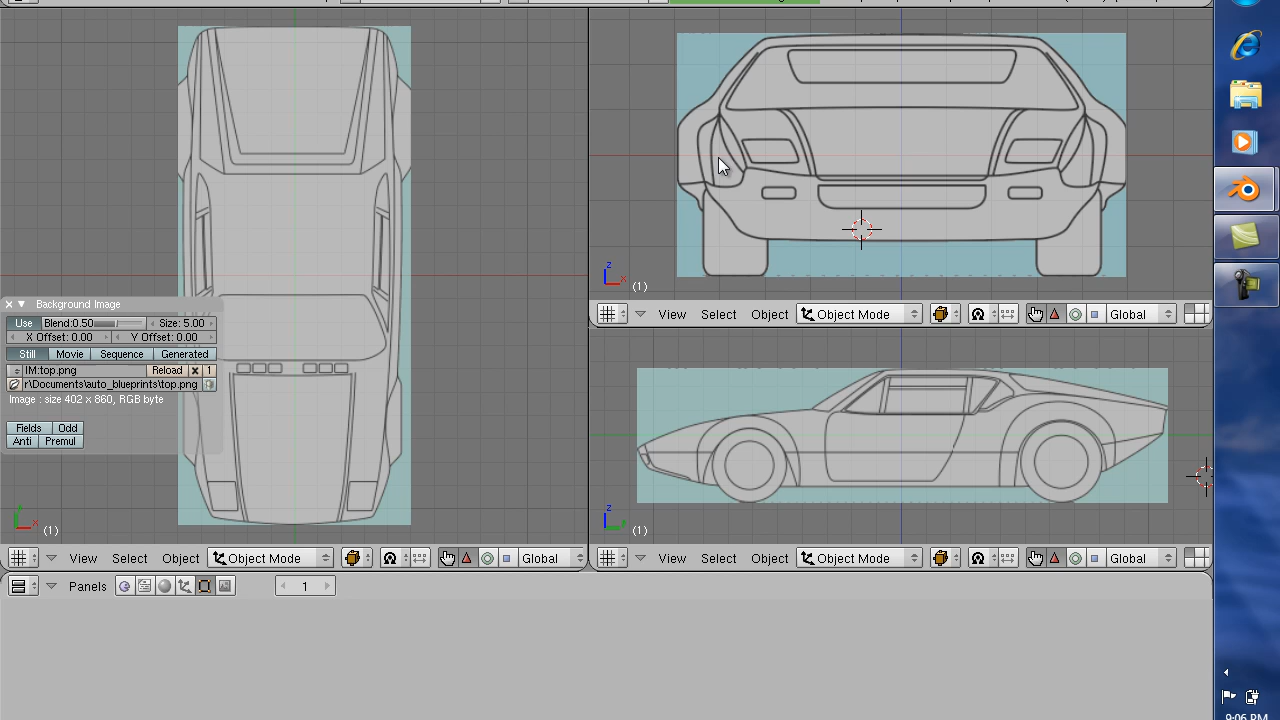 Background Image
Use Blend:0.50 Size: 5.00
X Offset: 0.00 Y Offset: 0.00
Still Movie Sequence Generated
IM:top.png Reload 1
r\Documents\auto_blueprints\top.png
Image : size 402 x 860, RGB byte
Fields Odd
Anti Premul
y x (1)
View Select Object Object Mode Global
z x (1)
View Select Object Object Mode Global
z y (1)
View Select Object Object Mode Global
Panels 1
9:06 PM